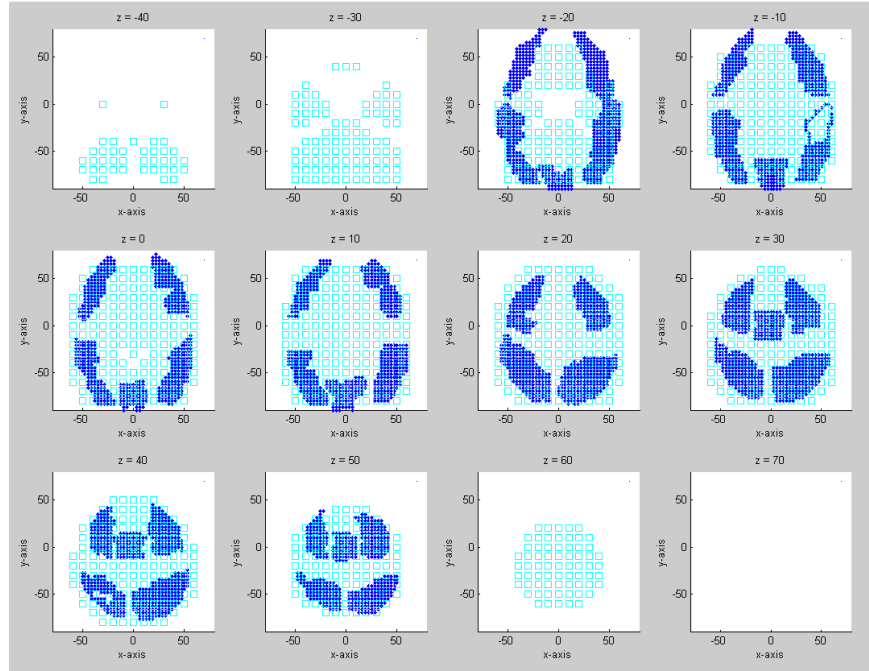 z = -40
z = -30
z = -20
z = -10
50
0
-50
y-axis
-50
0
50
x-axis
50
0
-50
y-axis
-50
0
50
x-axis
50
0
-50
y-axis
-50
0
50
x-axis
50
0
-50
y-axis
-50
0
50
x-axis
z = 0
z = 10
z = 20
z = 30
50
0
-50
y-axis
-50
0
50
x-axis
50
0
-50
y-axis
-50
0
50
x-axis
50
0
-50
y-axis
-50
0
50
x-axis
50
0
-50
y-axis
-50
0
50
x-axis
z = 40
z = 50
z = 60
z = 70
50
0
-50
y-axis
-50
0
50
x-axis
50
0
-50
y-axis
-50
0
50
x-axis
50
0
-50
y-axis
-50
0
50
x-axis
50
0
-50
y-axis
-50
0
50
x-axis